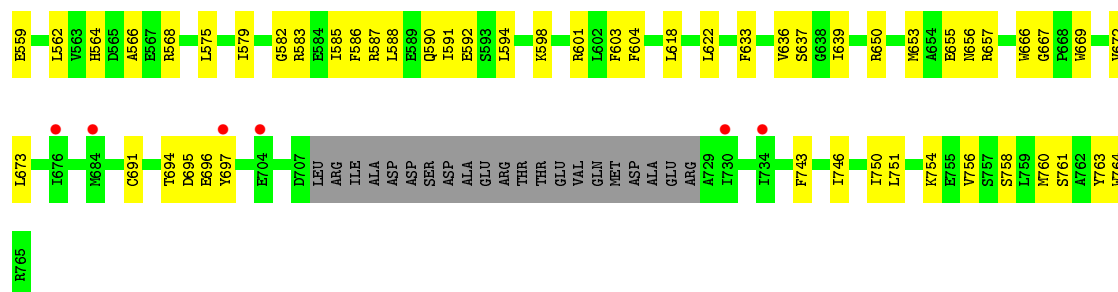 E559 L562 V563 H564 D565 A566 E567 R568 L575 I579 G582 R583 E584 I585 F586 R587 L588 E589 Q590 I591 E592 S593 L594 K598 R601 L602 F603 F604 L618 L622 F633 V636 S637 G638 I639 R650 M653 A654 E655 N656 R657 W666 G667 P668 W669
L673 I676 M684 C691 T694 D695 E696 Y697 E704 D707 LEU ARG ILE ALA ASP ASP SER ASP ALA GLU ARG THR THR GLU VAL GLN MET ASP ALA GLU ARG A729 I730 I734 F743 I746 I750 L751 K754 E755 V756 S757 S758 L759 M760 S761 A762 Y763
R765